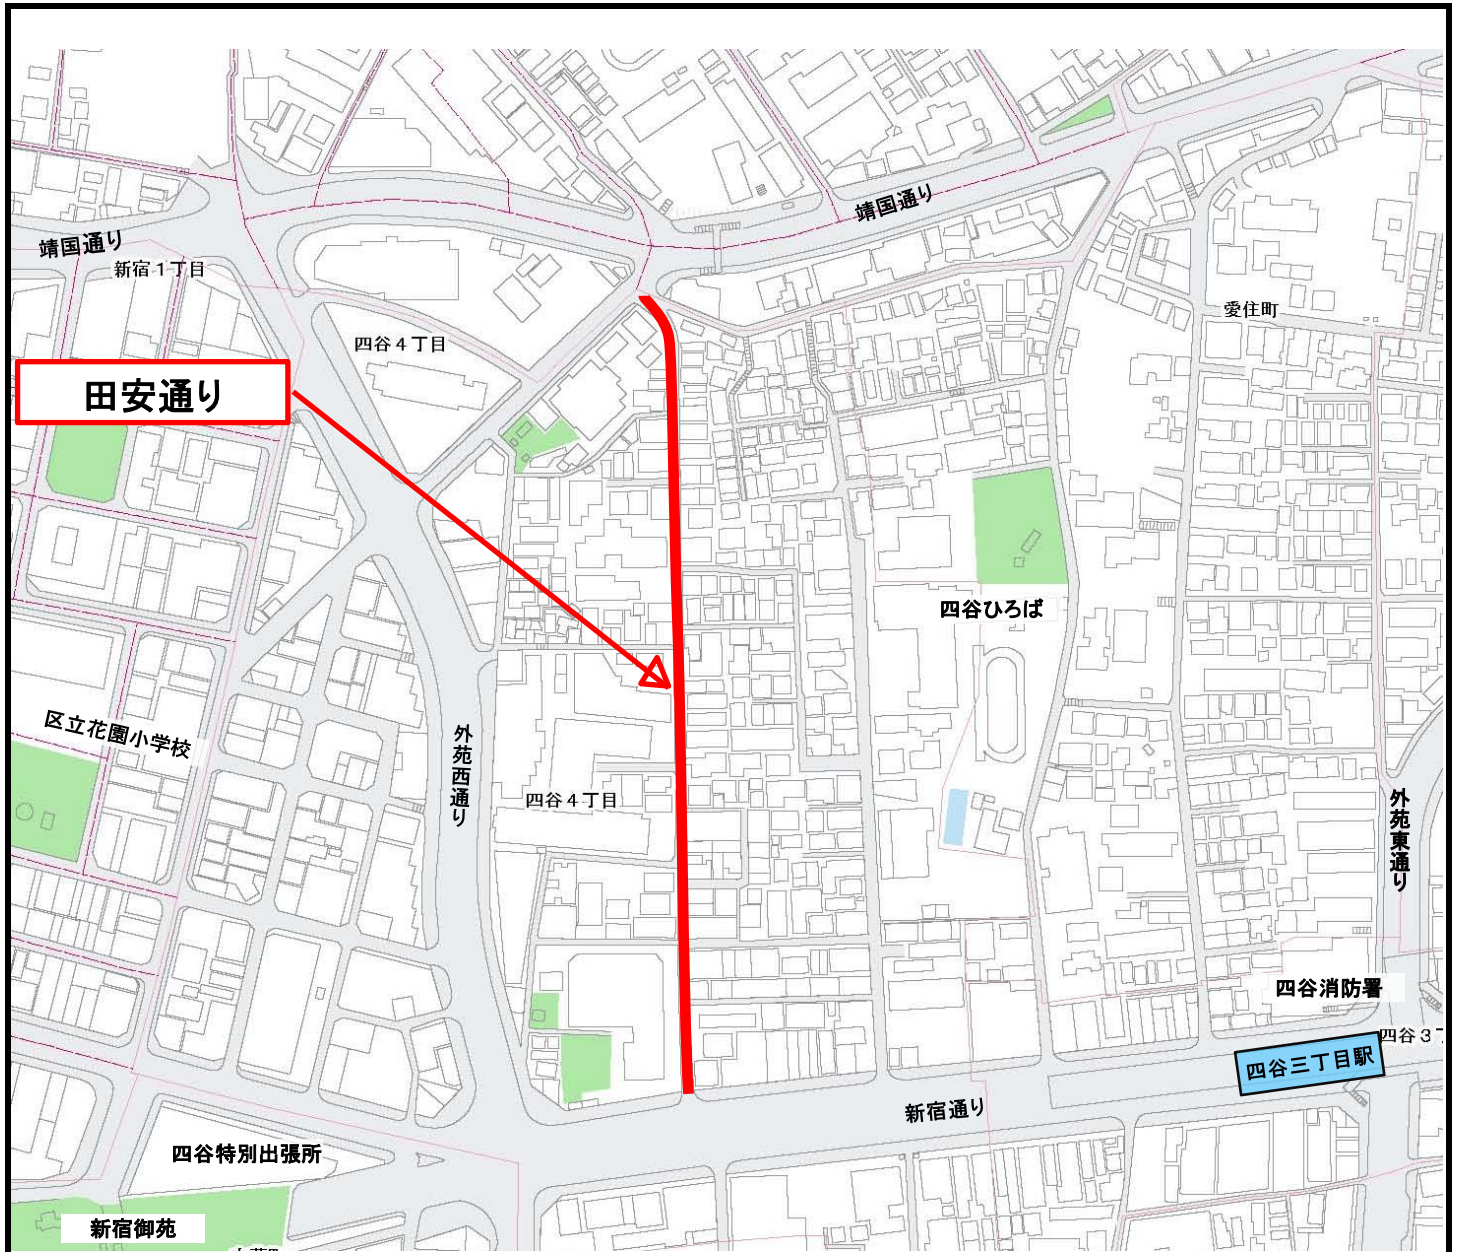 靖国通り
靖国通り
新宿1丁目
愛住町
四谷4丁目
田安通り
四谷ひろば
区立花園小学校
外苑西通り
四谷4丁目
外苑東通り
四谷消防署
四谷3
四谷三丁目駅
新宿通り
四谷特別出張所
新宿御苑